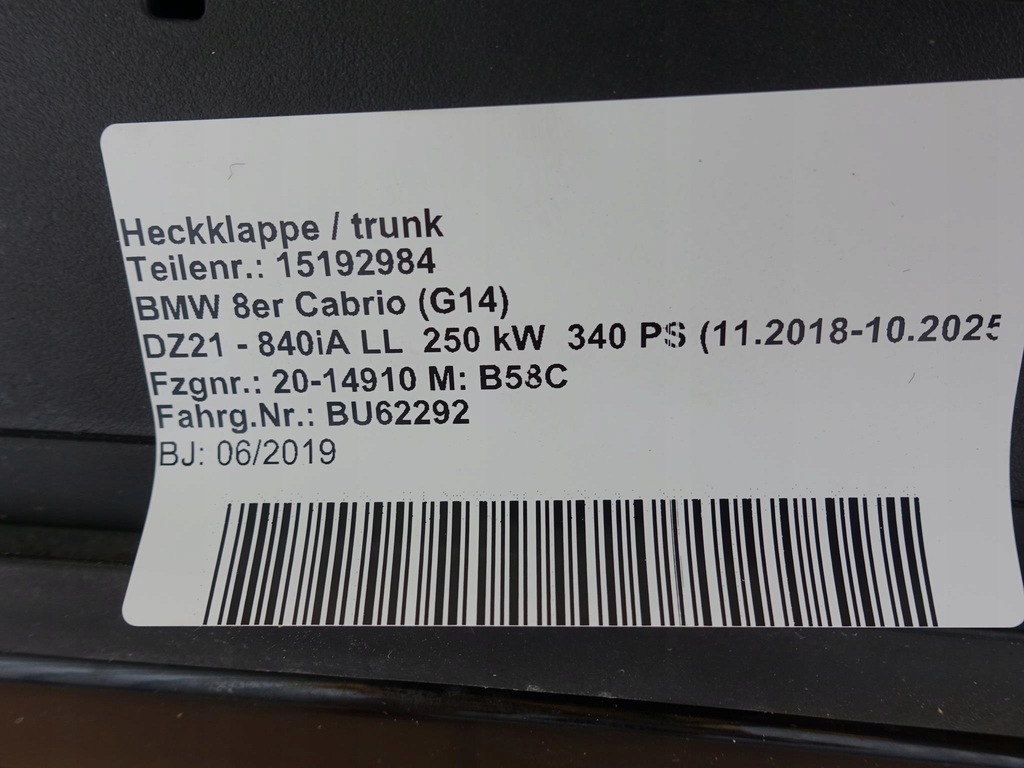 Heckklappe / trunk
Teilenr.: 15192984
BMW 8er Cabrio (G14)
DZ21 - 840iA LL 250 kW 340 PS (11.2018-10.2025
Fzgnr.: 20-14910 M: B58C
Fahrg.Nr.: BU62292
BJ: 06/2019